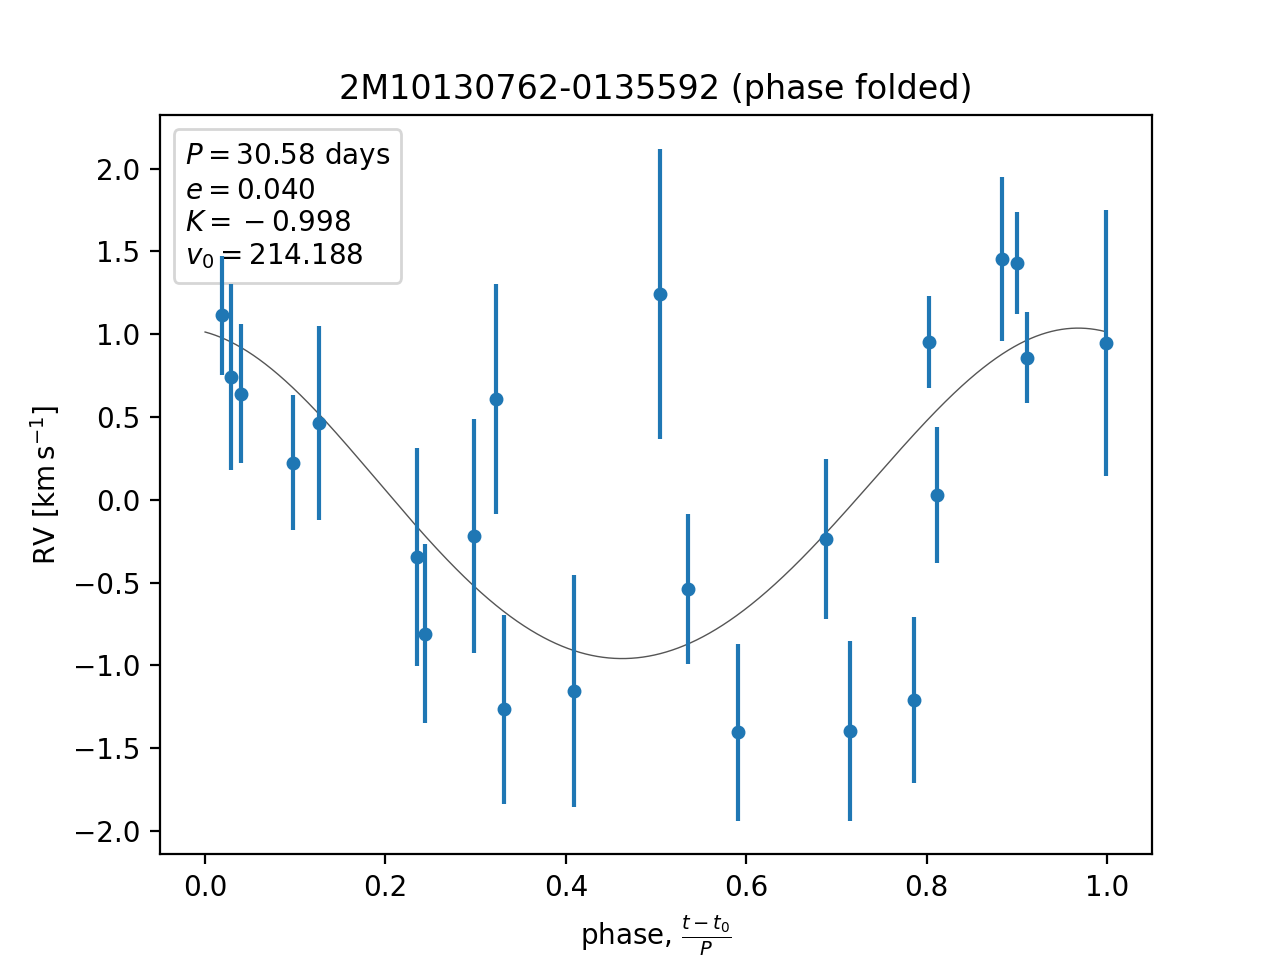 2M10130762-0135592 (phase folded)
P = 30.58 days
e = 0.040
K = −0.998
v₀ = 214.188
2.0
1.5
1.0
0.5
0.0
−0.5
−1.0
−1.5
−2.0
RV [km s⁻¹]
0.0 0.2 0.4 0.6 0.8 1.0
phase, (t − t₀)/P